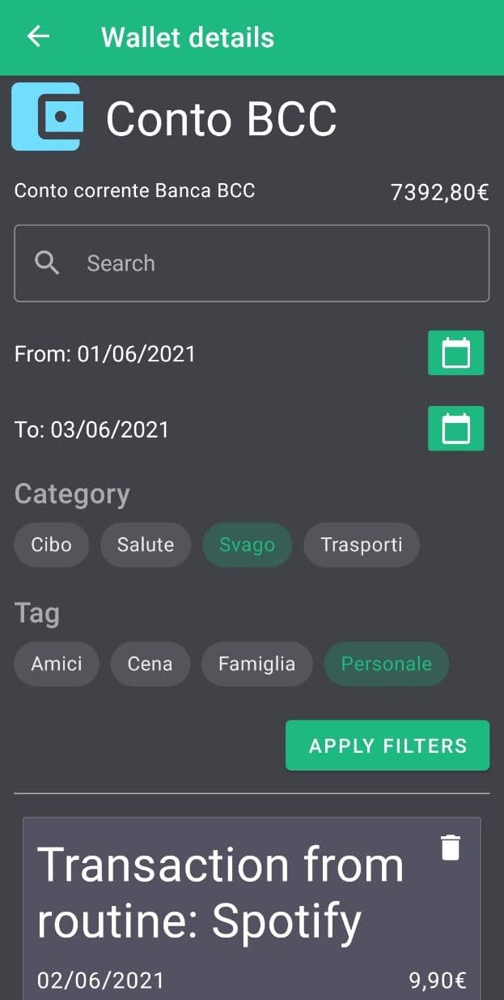 Wallet details
Conto BCC
Conto corrente Banca BCC 7392,80€
Search
From: 01/06/2021
To: 03/06/2021
Category
Cibo Salute Svago Trasporti
Tag
Amici Cena Famiglia Personale
APPLY FILTERS
Transaction from
routine: Spotify
02/06/2021 9,90€